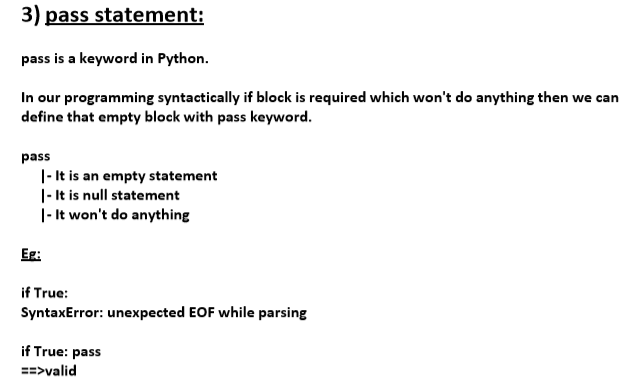 3) pass statement:
pass is a keyword in Python.
In our programming syntactically if block is required which won't do anything then we can
define that empty block with pass keyword.
pass
|- It is an empty statement
|- It is null statement
|- It won't do anything
Eg:
if True:
SyntaxError: unexpected EOF while parsing
if True: pass
==>valid